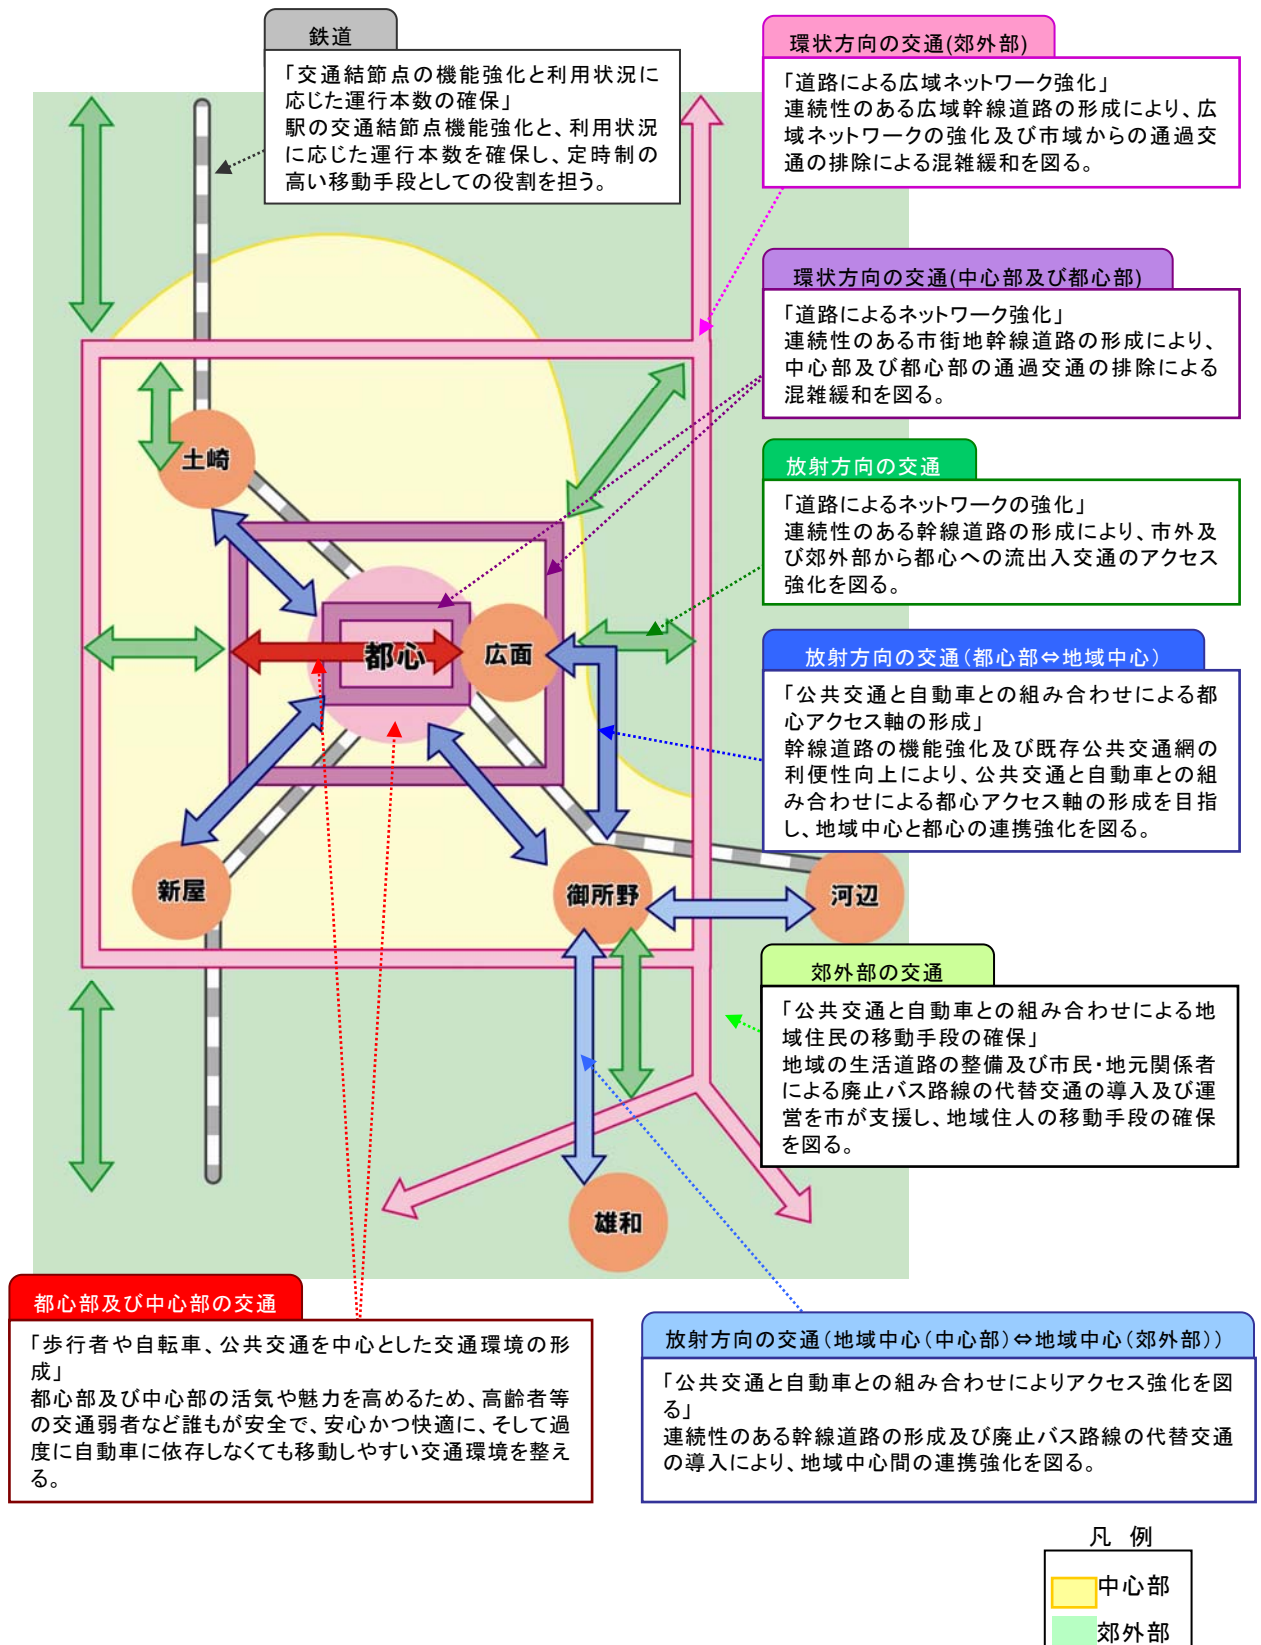 鉄道
「交通結節点の機能強化と利用状況に
応じた運行本数の確保」
駅の交通結節点機能強化と、利用状況
に応じた運行本数を確保し、定時制の
高い移動手段としての役割を担う。
環状方向の交通(郊外部)
「道路による広域ネットワーク強化」
連続性のある広域幹線道路の形成により、広
域ネットワークの強化及び市域からの通過交
通の排除による混雑緩和を図る。
環状方向の交通(中心部及び都心部)
「道路によるネットワーク強化」
連続性のある市街地幹線道路の形成により、
中心部及び都心部の通過交通の排除による
混雑緩和を図る。
放射方向の交通
「道路によるネットワークの強化」
連続性のある幹線道路の形成により、市外及
び郊外部から都心への流出入交通のアクセス
強化を図る。
放射方向の交通(都心部⇔地域中心)
「公共交通と自動車との組み合わせによる都
心アクセス軸の形成」
幹線道路の機能強化及び既存公共交通網の
利便性向上により、公共交通と自動車との組
み合わせによる都心アクセス軸の形成を目指
し、地域中心と都心の連携強化を図る。
土崎
都心
広面
新屋
御所野
河辺
雄和
郊外部の交通
「公共交通と自動車との組み合わせによる地
域住民の移動手段の確保」
地域の生活道路の整備及び市民・地元関係者
による廃止バス路線の代替交通の導入及び運
営を市が支援し、地域住人の移動手段の確保
を図る。
都心部及び中心部の交通
「歩行者や自転車、公共交通を中心とした交通環境の形
成」
都心部及び中心部の活気や魅力を高めるため、高齢者等
の交通弱者など誰もが安全で、安心かつ快適に、そして過
度に自動車に依存しなくても移動しやすい交通環境を整え
る。
放射方向の交通(地域中心(中心部)⇔地域中心(郊外部))
「公共交通と自動車との組み合わせによりアクセス強化を図
る」
連続性のある幹線道路の形成及び廃止バス路線の代替交通
の導入により、地域中心間の連携強化を図る。
凡 例
中心部
郊外部